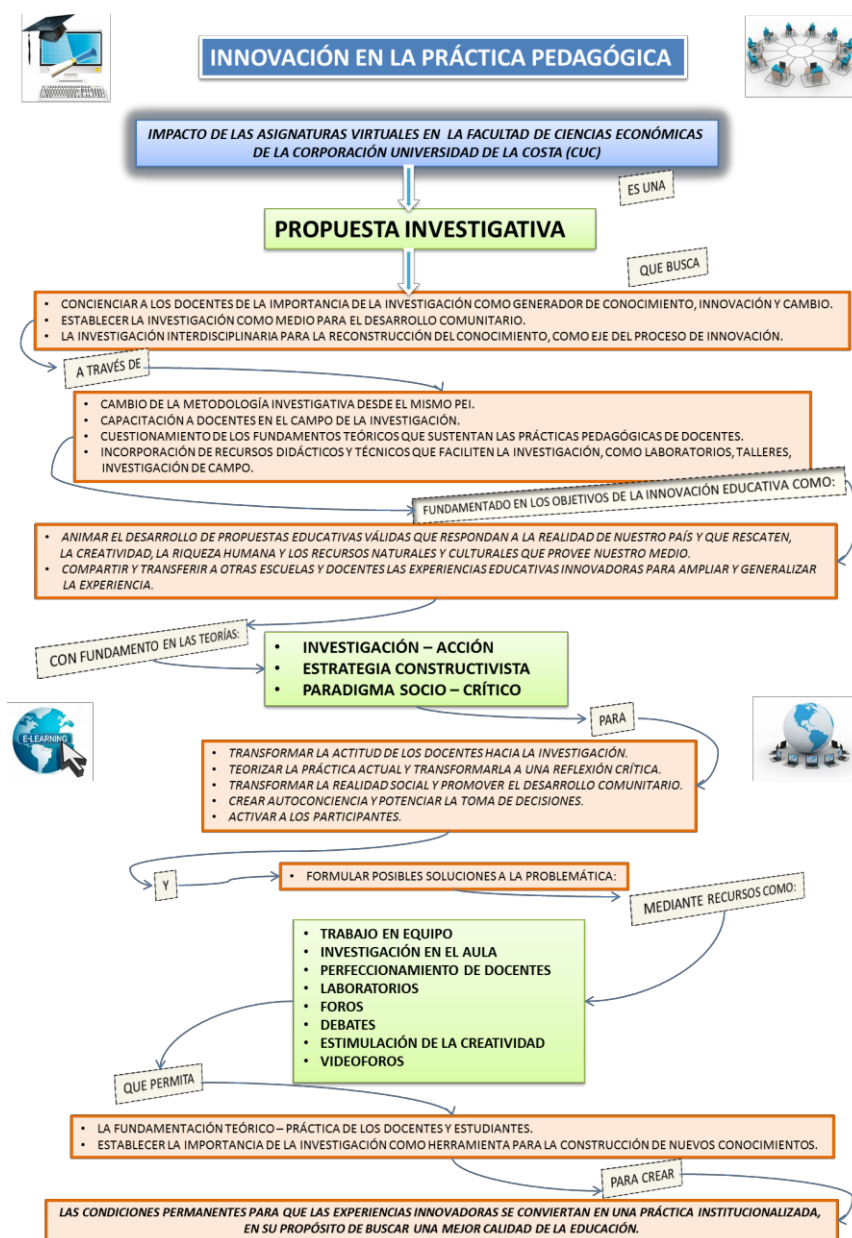 INNOVACIÓN EN LA PRÁCTICA PEDAGÓGICA
IMPACTO DE LAS ASIGNATURAS VIRTUALES EN LA FACULTAD DE CIENCIAS ECONÓMICAS
DE LA CORPORACIÓN UNIVERSIDAD DE LA COSTA (CUC)
ES UNA
PROPUESTA INVESTIGATIVA
QUE BUSCA
• CONCIENCIAR A LOS DOCENTES DE LA IMPORTANCIA DE LA INVESTIGACIÓN COMO GENERADOR DE CONOCIMIENTO, INNOVACIÓN Y CAMBIO.
• ESTABLECER LA INVESTIGACIÓN COMO MEDIO PARA EL DESARROLLO COMUNITARIO.
• LA INVESTIGACIÓN INTERDISCIPLINARIA PARA LA RECONSTRUCCIÓN DEL CONOCIMIENTO, COMO EJE DEL PROCESO DE INNOVACIÓN.
A TRAVÉS DE
• CAMBIO DE LA METODOLOGÍA INVESTIGATIVA DESDE EL MISMO PEI.
• CAPACITACIÓN A DOCENTES EN EL CAMPO DE LA INVESTIGACIÓN.
• CUESTIONAMIENTO DE LOS FUNDAMENTOS TEÓRICOS QUE SUSTENTAN LAS PRÁCTICAS PEDAGÓGICAS DE DOCENTES.
• INCORPORACIÓN DE RECURSOS DIDÁCTICOS Y TÉCNICOS QUE FACILITEN LA INVESTIGACIÓN, COMO LABORATORIOS, TALLERES,
INVESTIGACIÓN DE CAMPO.
FUNDAMENTADO EN LOS OBJETIVOS DE LA INNOVACIÓN EDUCATIVA COMO:
• ANIMAR EL DESARROLLO DE PROPUESTAS EDUCATIVAS VÁLIDAS QUE RESPONDAN A LA REALIDAD DE NUESTRO PAÍS Y QUE RESCATEN,
LA CREATIVIDAD, LA RIQUEZA HUMANA Y LOS RECURSOS NATURALES Y CULTURALES QUE PROVEE NUESTRO MEDIO.
• COMPARTIR Y TRANSFERIR A OTRAS ESCUELAS Y DOCENTES LAS EXPERIENCIAS EDUCATIVAS INNOVADORAS PARA AMPLIAR Y GENERALIZAR
LA EXPERIENCIA.
CON FUNDAMENTO EN LAS TEORÍAS:
• INVESTIGACIÓN – ACCIÓN
• ESTRATEGIA CONSTRUCTIVISTA
• PARADIGMA SOCIO – CRÍTICO
E-LEARNING
PARA
• TRANSFORMAR LA ACTITUD DE LOS DOCENTES HACIA LA INVESTIGACIÓN.
• TEORIZAR LA PRÁCTICA ACTUAL Y TRANSFORMARLA A UNA REFLEXIÓN CRÍTICA.
• TRANSFORMAR LA REALIDAD SOCIAL Y PROMOVER EL DESARROLLO COMUNITARIO.
• CREAR AUTOCONCIENCIA Y POTENCIAR LA TOMA DE DECISIONES.
• ACTIVAR A LOS PARTICIPANTES.
Y
• FORMULAR POSIBLES SOLUCIONES A LA PROBLEMÁTICA:
MEDIANTE RECURSOS COMO:
• TRABAJO EN EQUIPO
• INVESTIGACIÓN EN EL AULA
• PERFECCIONAMIENTO DE DOCENTES
• LABORATORIOS
• FOROS
• DEBATES
• ESTIMULACIÓN DE LA CREATIVIDAD
• VIDEOFOROS
QUE PERMITA
• LA FUNDAMENTACIÓN TEÓRICO – PRÁCTICA DE LOS DOCENTES Y ESTUDIANTES.
• ESTABLECER LA IMPORTANCIA DE LA INVESTIGACIÓN COMO HERRAMIENTA PARA LA CONSTRUCCIÓN DE NUEVOS CONOCIMIENTOS.
PARA CREAR
LAS CONDICIONES PERMANENTES PARA QUE LAS EXPERIENCIAS INNOVADORAS SE CONVIERTAN EN UNA PRÁCTICA INSTITUCIONALIZADA,
EN SU PROPÓSITO DE BUSCAR UNA MEJOR CALIDAD DE LA EDUCACIÓN.